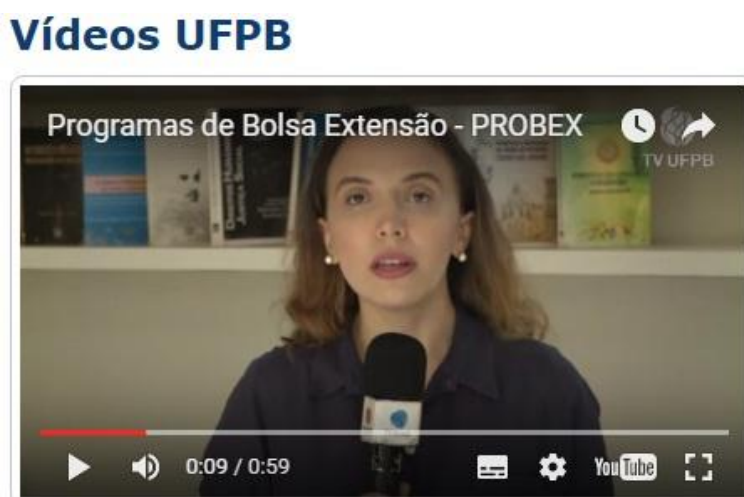 Vídeos UFPB
Programas de Bolsa Extensão - PROBEX
TV UFPB
0:09 / 0:59
YouTube